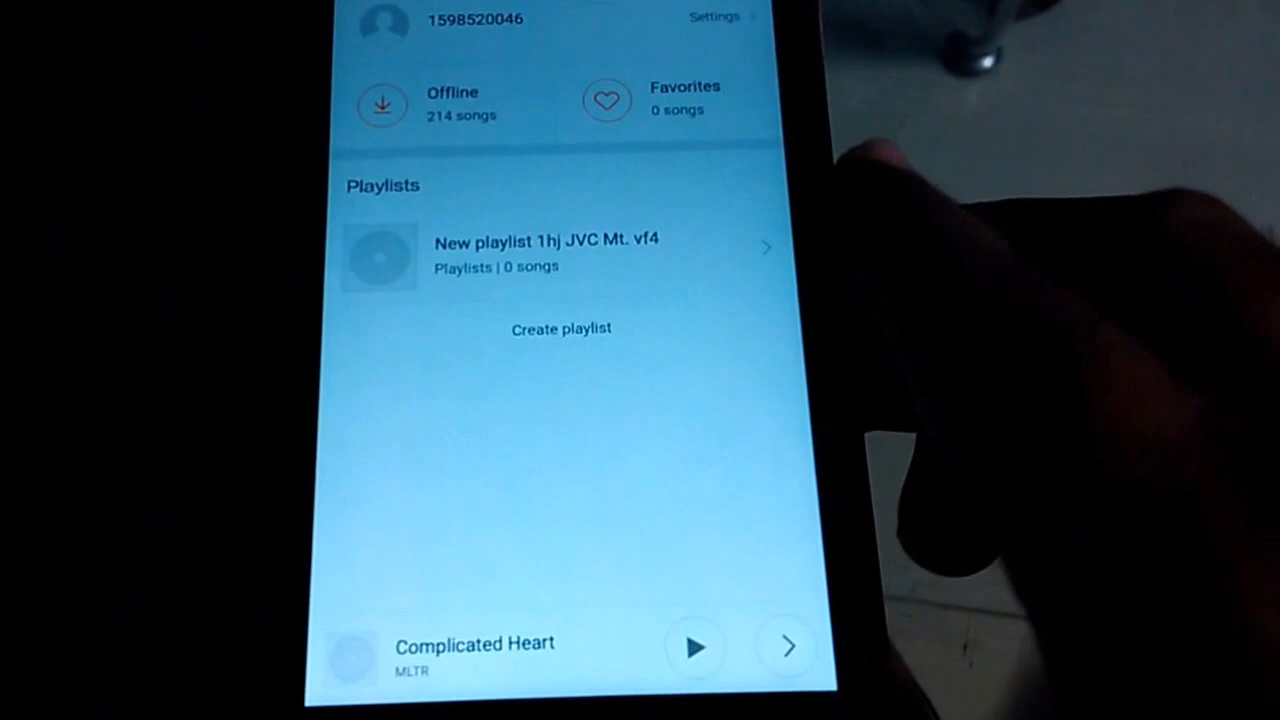 1598520046
Settings
Offline
214 songs
Favorites
0 songs
Playlists
New playlist 1hj JVC Mt. vf4
Playlists | 0 songs
Create playlist
Complicated Heart
MLTR